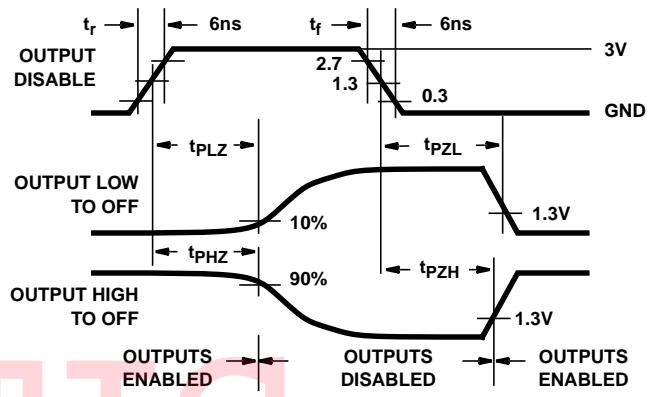 tr 6ns tf 6ns
OUTPUT
DISABLE
3V
2.7
1.3
0.3
GND
tPLZ tPZL
OUTPUT LOW
TO OFF
10%
1.3V
tPHZ
90%
tPZH
OUTPUT HIGH
TO OFF
1.3V
OUTPUTS
ENABLED
OUTPUTS
DISABLED
OUTPUTS
ENABLED